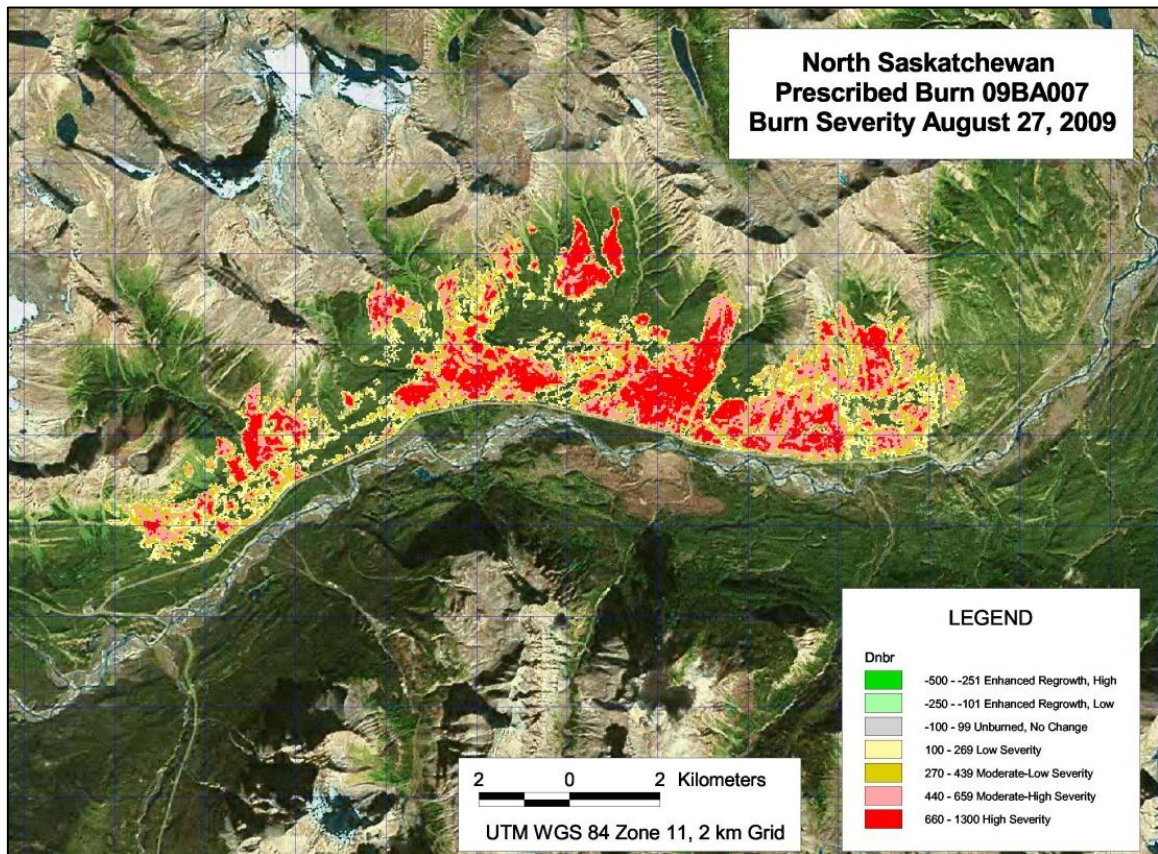 North Saskatchewan
Prescribed Burn 09BA007
Burn Severity August 27, 2009
LEGEND
Dnbr
-500 - -251 Enhanced Regrowth, High
-250 - -101 Enhanced Regrowth, Low
-100 - 99 Unburned, No Change
100 - 269 Low Severity
270 - 439 Moderate-Low Severity
440 - 659 Moderate-High Severity
660 - 1300 High Severity
2 0 2 Kilometers
UTM WGS 84 Zone 11, 2 km Grid